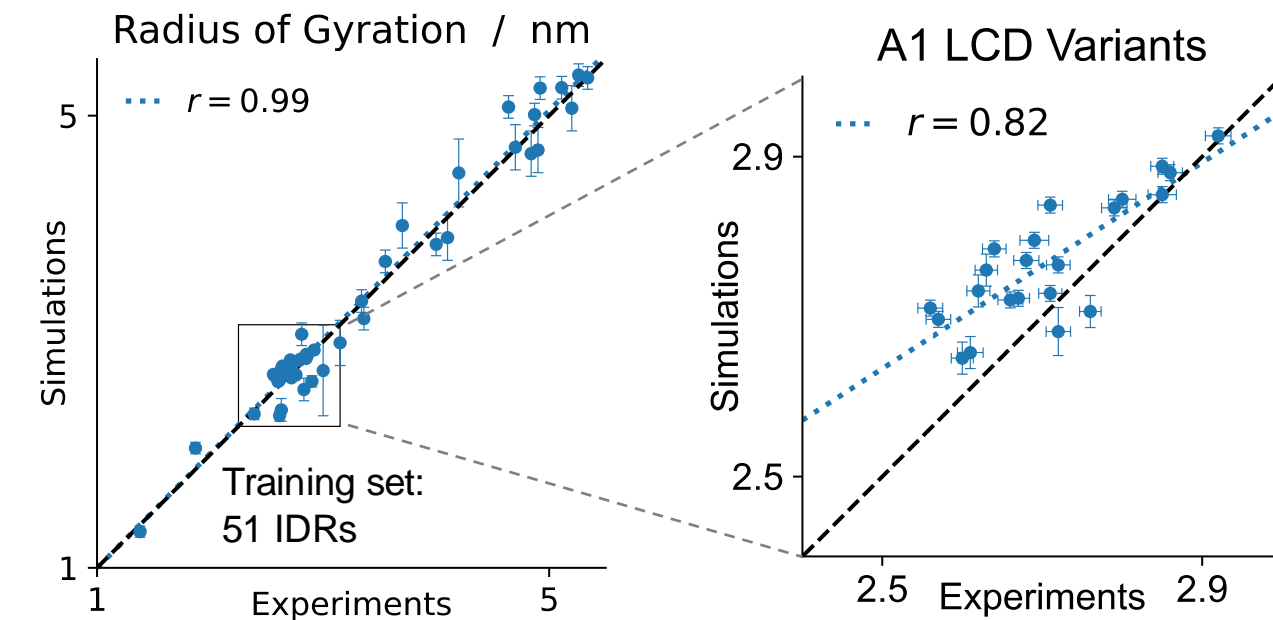 Radius of Gyration / nm
r = 0.99
5
Simulations
Training set:
51 IDRs
1
1
Experiments
5
A1 LCD Variants
r = 0.82
2.9
Simulations
2.5
2.5
Experiments
2.9